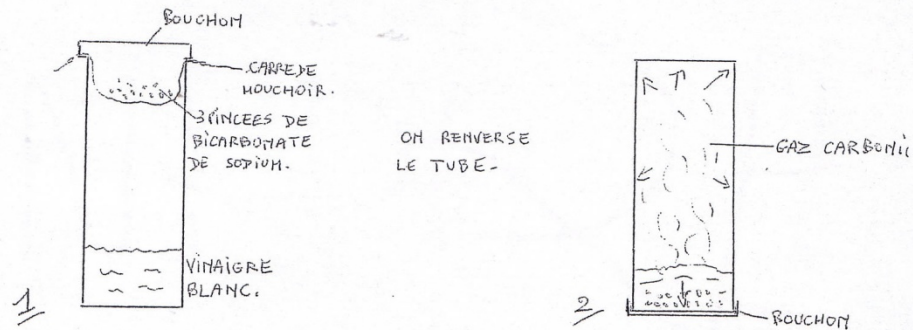 BOUCHON
CARRE DE
MOUCHOIR.
3 PINCEES DE
BICARBONATE
DE SODIUM.
VINAIGRE
BLANC.
1
ON RENVERSE
LE TUBE-
GAZ CARBONIC
2
BOUCHON